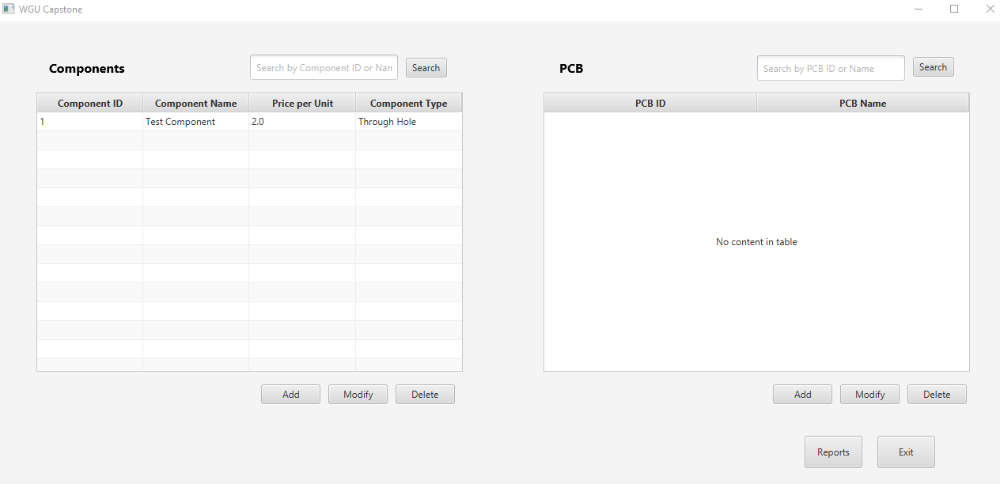 WGU Capstone
Components
Search by Component ID or Nan
Search
PCB
Search by PCB ID or Name
Search
Component ID Component Name Price per Unit Component Type
1 Test Component 2.0 Through Hole
PCB ID PCB Name
No content in table
Add Modify Delete
Add Modify Delete
Reports Exit